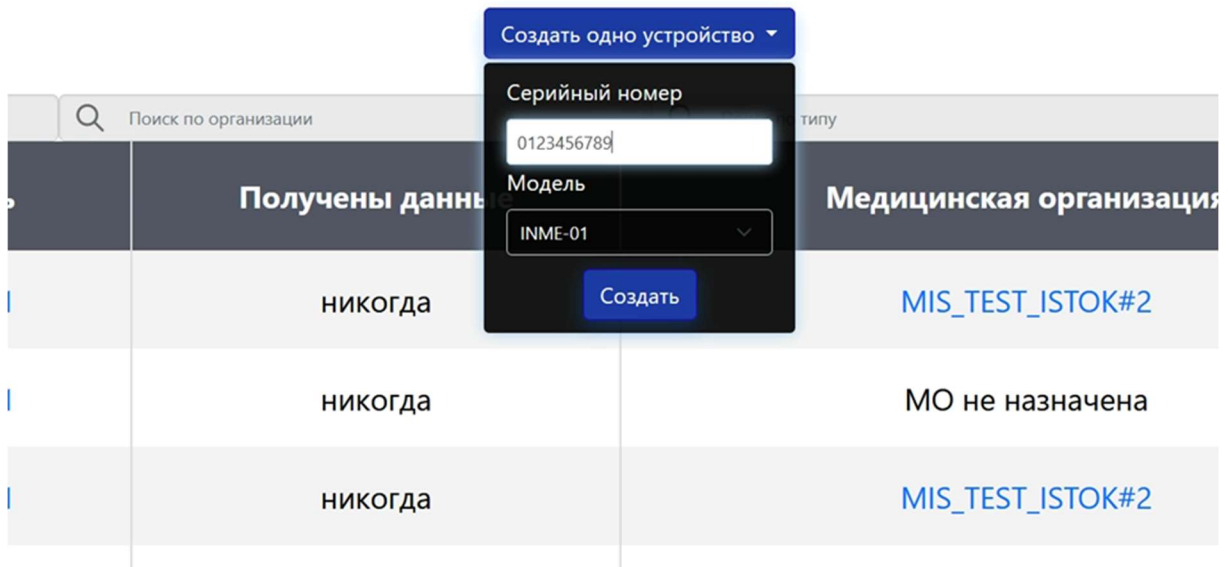 Создать одно устройство
Серийный номер
Поиск по организации
типу
0123456789
Модель
Получены данные
Медицинская организация
INME-01
Создать
никогда
MIS_TEST_ISTOK#2
никогда
МО не назначена
никогда
MIS_TEST_ISTOK#2